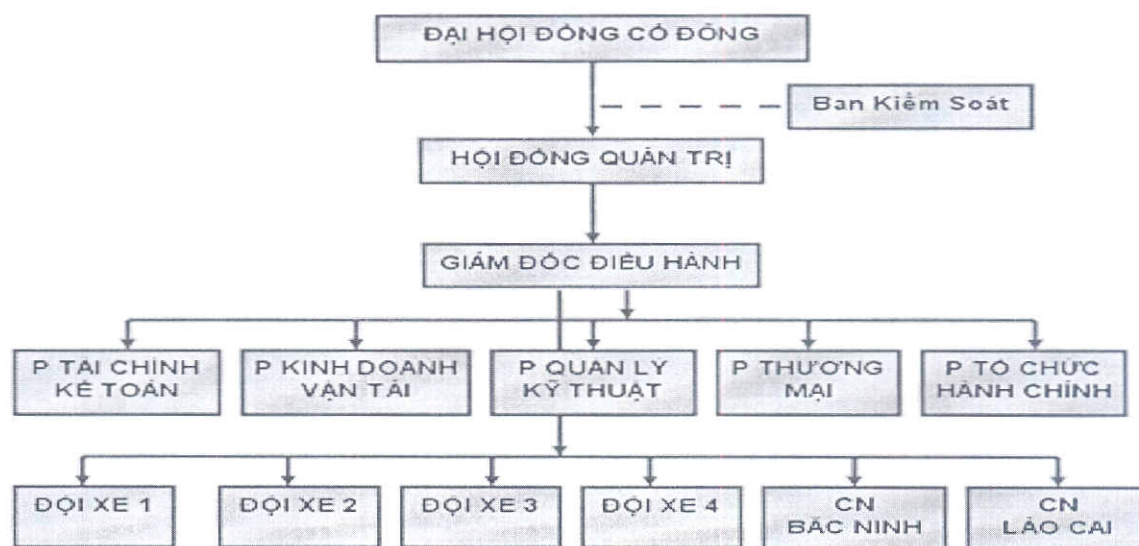 ĐẠI HỘI ĐỒNG CỔ ĐÔNG
Ban Kiểm Soát
HỘI ĐỒNG QUẢN TRỊ
GIÁM ĐỐC ĐIỀU HÀNH
P TÀI CHÍNH
KẾ TOÁN
P KINH DOANH
VẬN TẢI
P QUẢN LÝ
KỸ THUẬT
P THƯƠNG
MẠI
P TỔ CHỨC
HÀNH CHÍNH
ĐỘI XE 1
ĐỘI XE 2
ĐỘI XE 3
ĐỘI XE 4
CN
BẮC NINH
CN
LÀO CAI